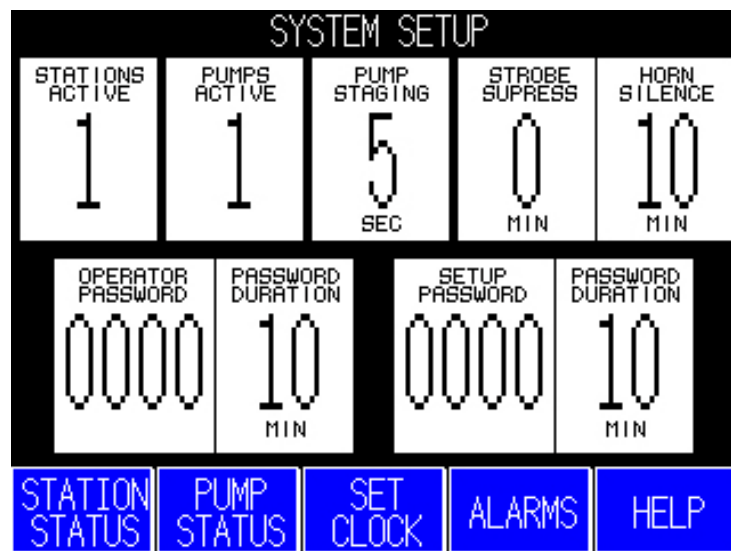 SYSTEM SETUP
STATIONS
ACTIVE
1
PUMPS
ACTIVE
1
PUMP
STAGING
5
SEC
STROBE
SUPRESS
0
MIN
HORN
SILENCE
10
MIN
OPERATOR
PASSWORD
0000
PASSWORD
DURATION
10
MIN
SETUP
PASSWORD
0000
PASSWORD
DURATION
10
MIN
STATION
STATUS
PUMP
STATUS
SET
CLOCK
ALARMS
HELP